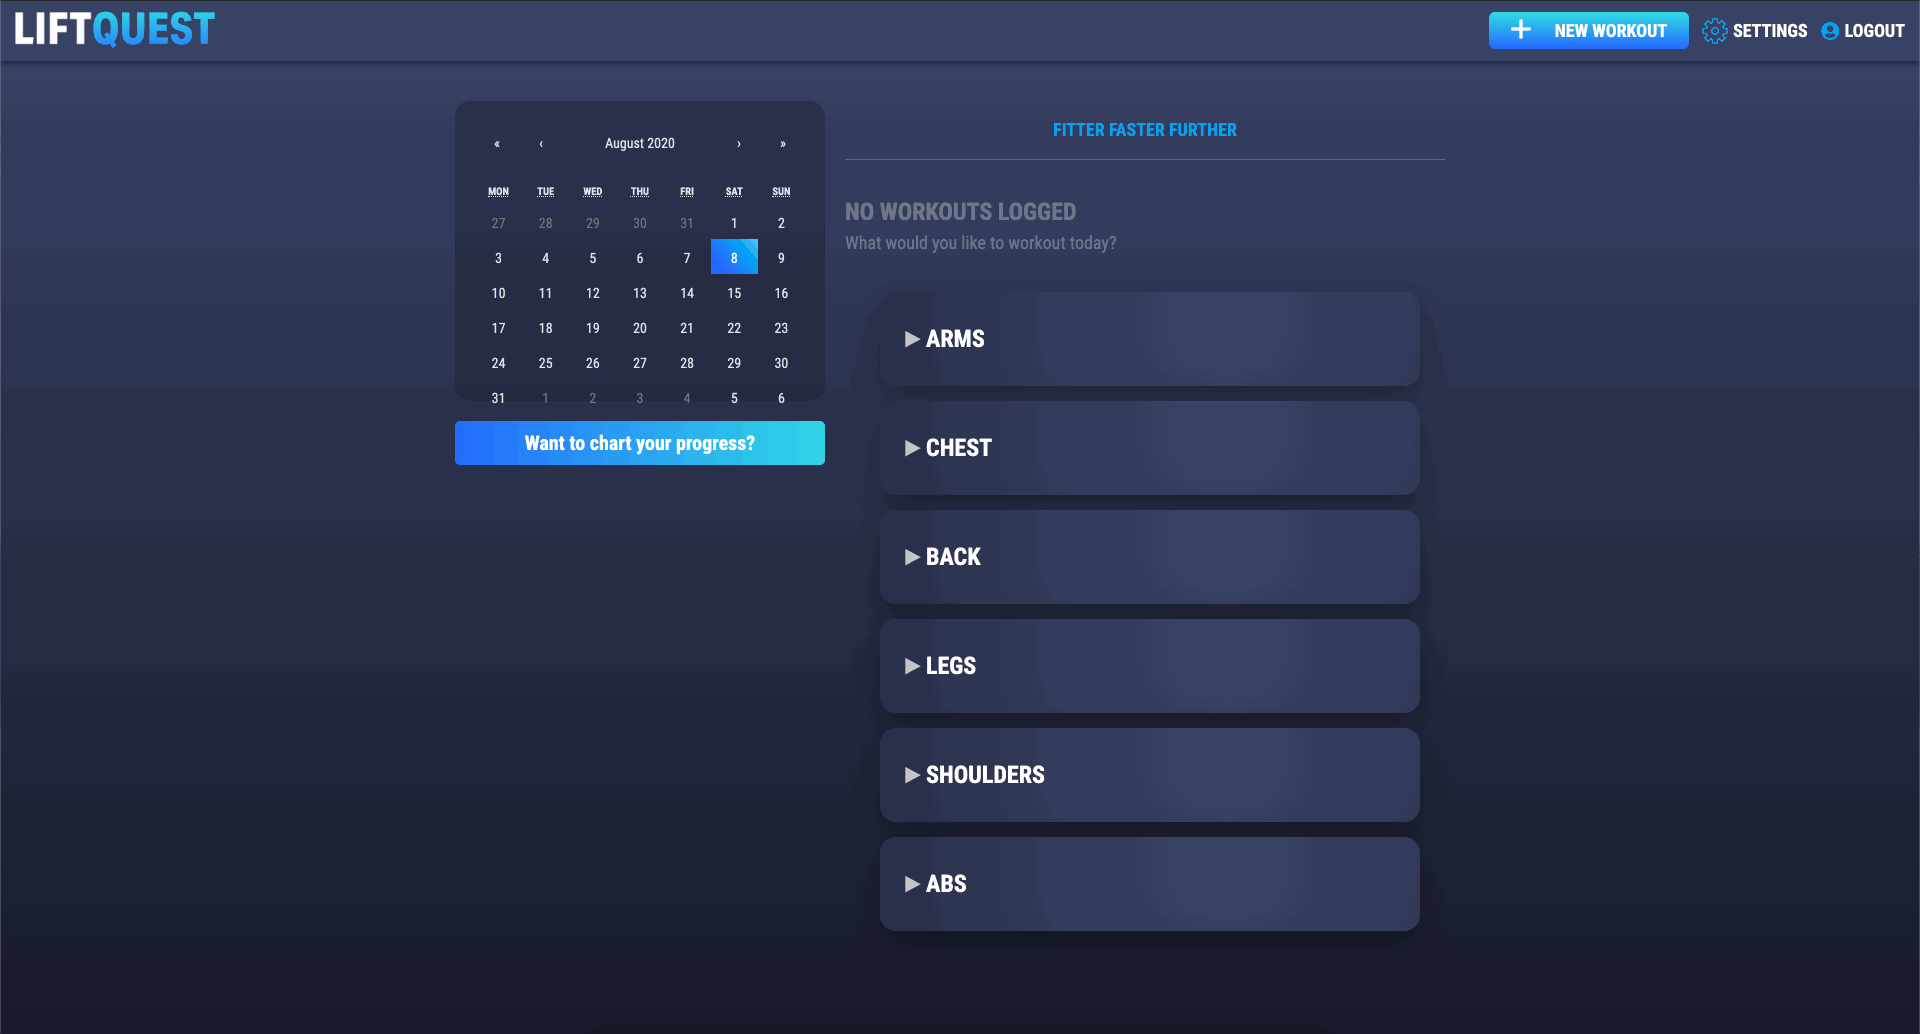 LIFTQUEST
NEW WORKOUT SETTINGS LOGOUT
« ‹ August 2020 › »
MON TUE WED THU FRI SAT SUN
27 28 29 30 31 1 2
3 4 5 6 7 8 9
10 11 12 13 14 15 16
17 18 19 20 21 22 23
24 25 26 27 28 29 30
31 1 2 3 4 5 6
Want to chart your progress?
FITTER FASTER FURTHER
NO WORKOUTS LOGGED
What would you like to workout today?
ARMS
CHEST
BACK
LEGS
SHOULDERS
ABS